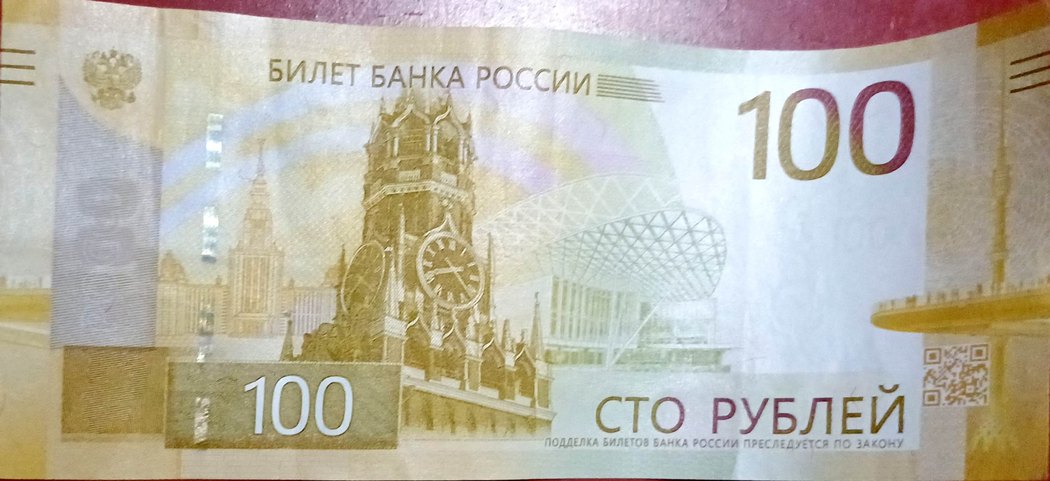 БИЛЕТ БАНКА РОССИИ
100
100
СТО РУБЛЕЙ
ПОДДЕЛКА БИЛЕТОВ БАНКА РОССИИ ПРЕСЛЕДУЕТСЯ ПО ЗАКОНУ